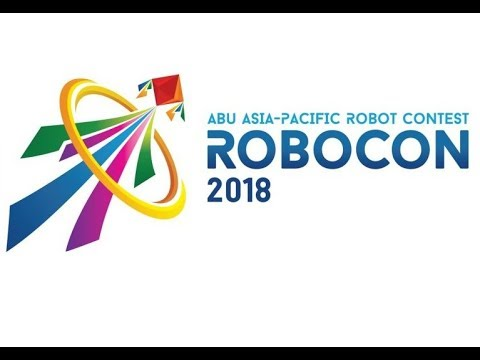 ABU ASIA-PACIFIC ROBOT CONTEST
ROBOCON
2018